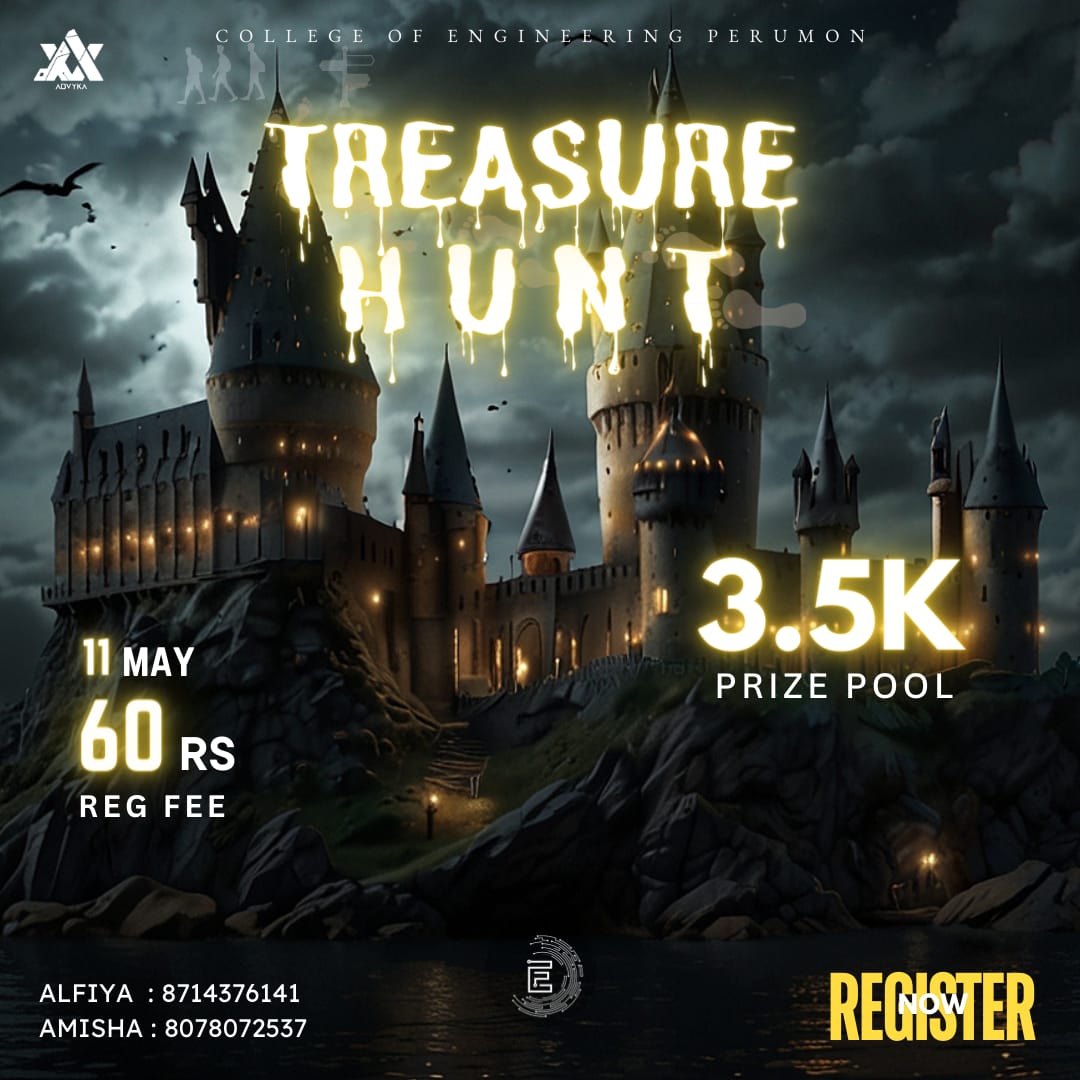 COLLEGE OF ENGINEERING PERUMON
ADVYKA
TREASURE
HUNT
3.5K
PRIZE POOL
11 MAY
60 RS
REG FEE
E
ALFIYA : 8714376141
AMISHA : 8078072537
REGISTER
NOW